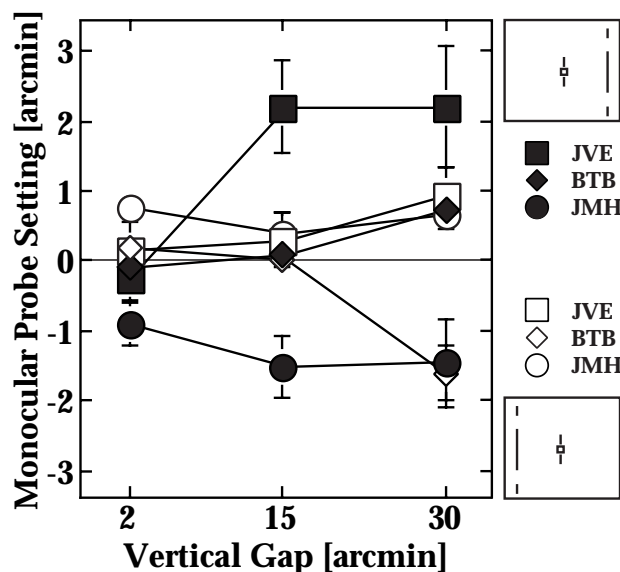 Monocular Probe Setting [arcmin]
3
2
1
0
-1
-2
-3
2 15 30
Vertical Gap [arcmin]
JVE
BTB
JMH
JVE
BTB
JMH